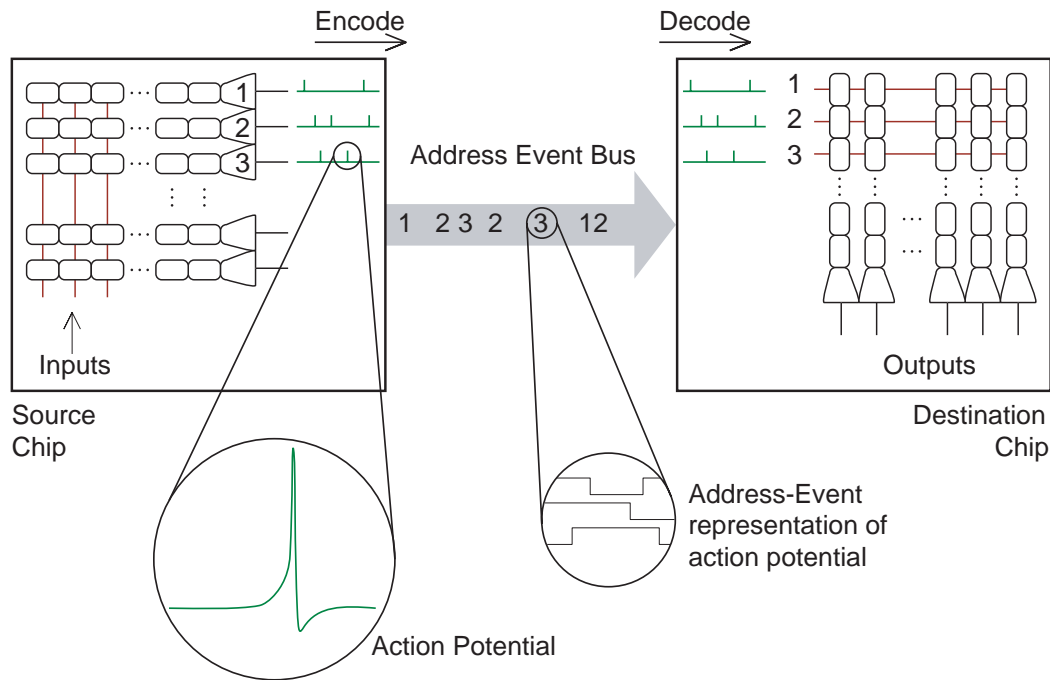 Encode
Decode
1
2
3
Address Event Bus
1 2 3 2 3 12
1
2
3
Inputs
Outputs
Source
Chip
Destination
Chip
Address-Event
representation of
action potential
Action Potential